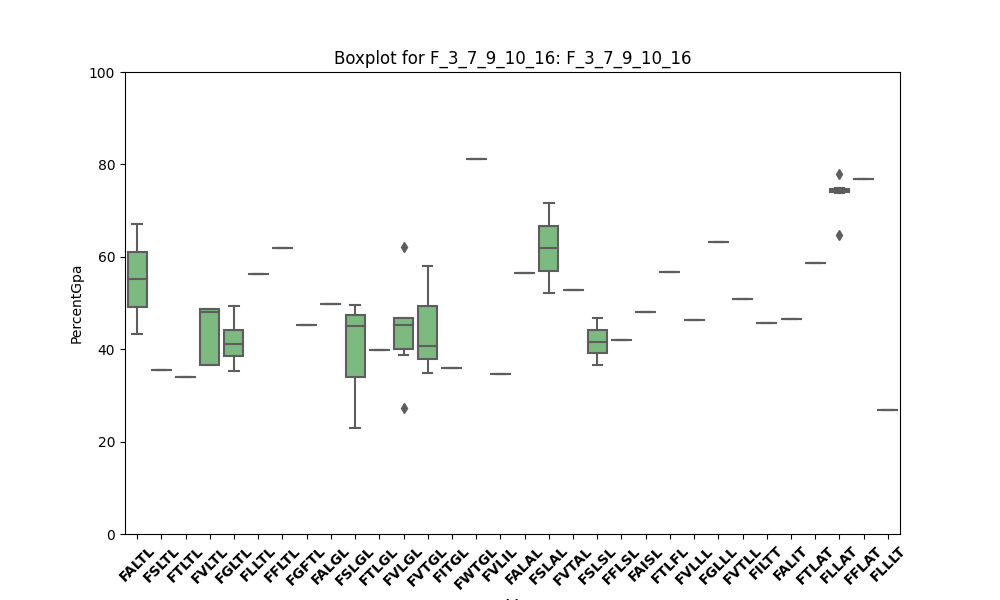 Boxplot for F_3_7_9_10_16: F_3_7_9_10_16
PercentGpa
100
80
60
40
20
0
FALTL
FSLTL
FTLTL
FVLTL
FGLTL
FLLTL
FFLTL
FGFTL
FALGL
FSLGL
FTLGL
FVLGL
FVTGL
FITGL
FWTGL
FVLIL
FALAL
FSLAL
FVTAL
FSLSL
FFLSL
FAISL
FTLFL
FVLLL
FGLLL
FVTLL
FILTT
FALIT
FTLAT
FLLAT
FFLAT
FLLLT